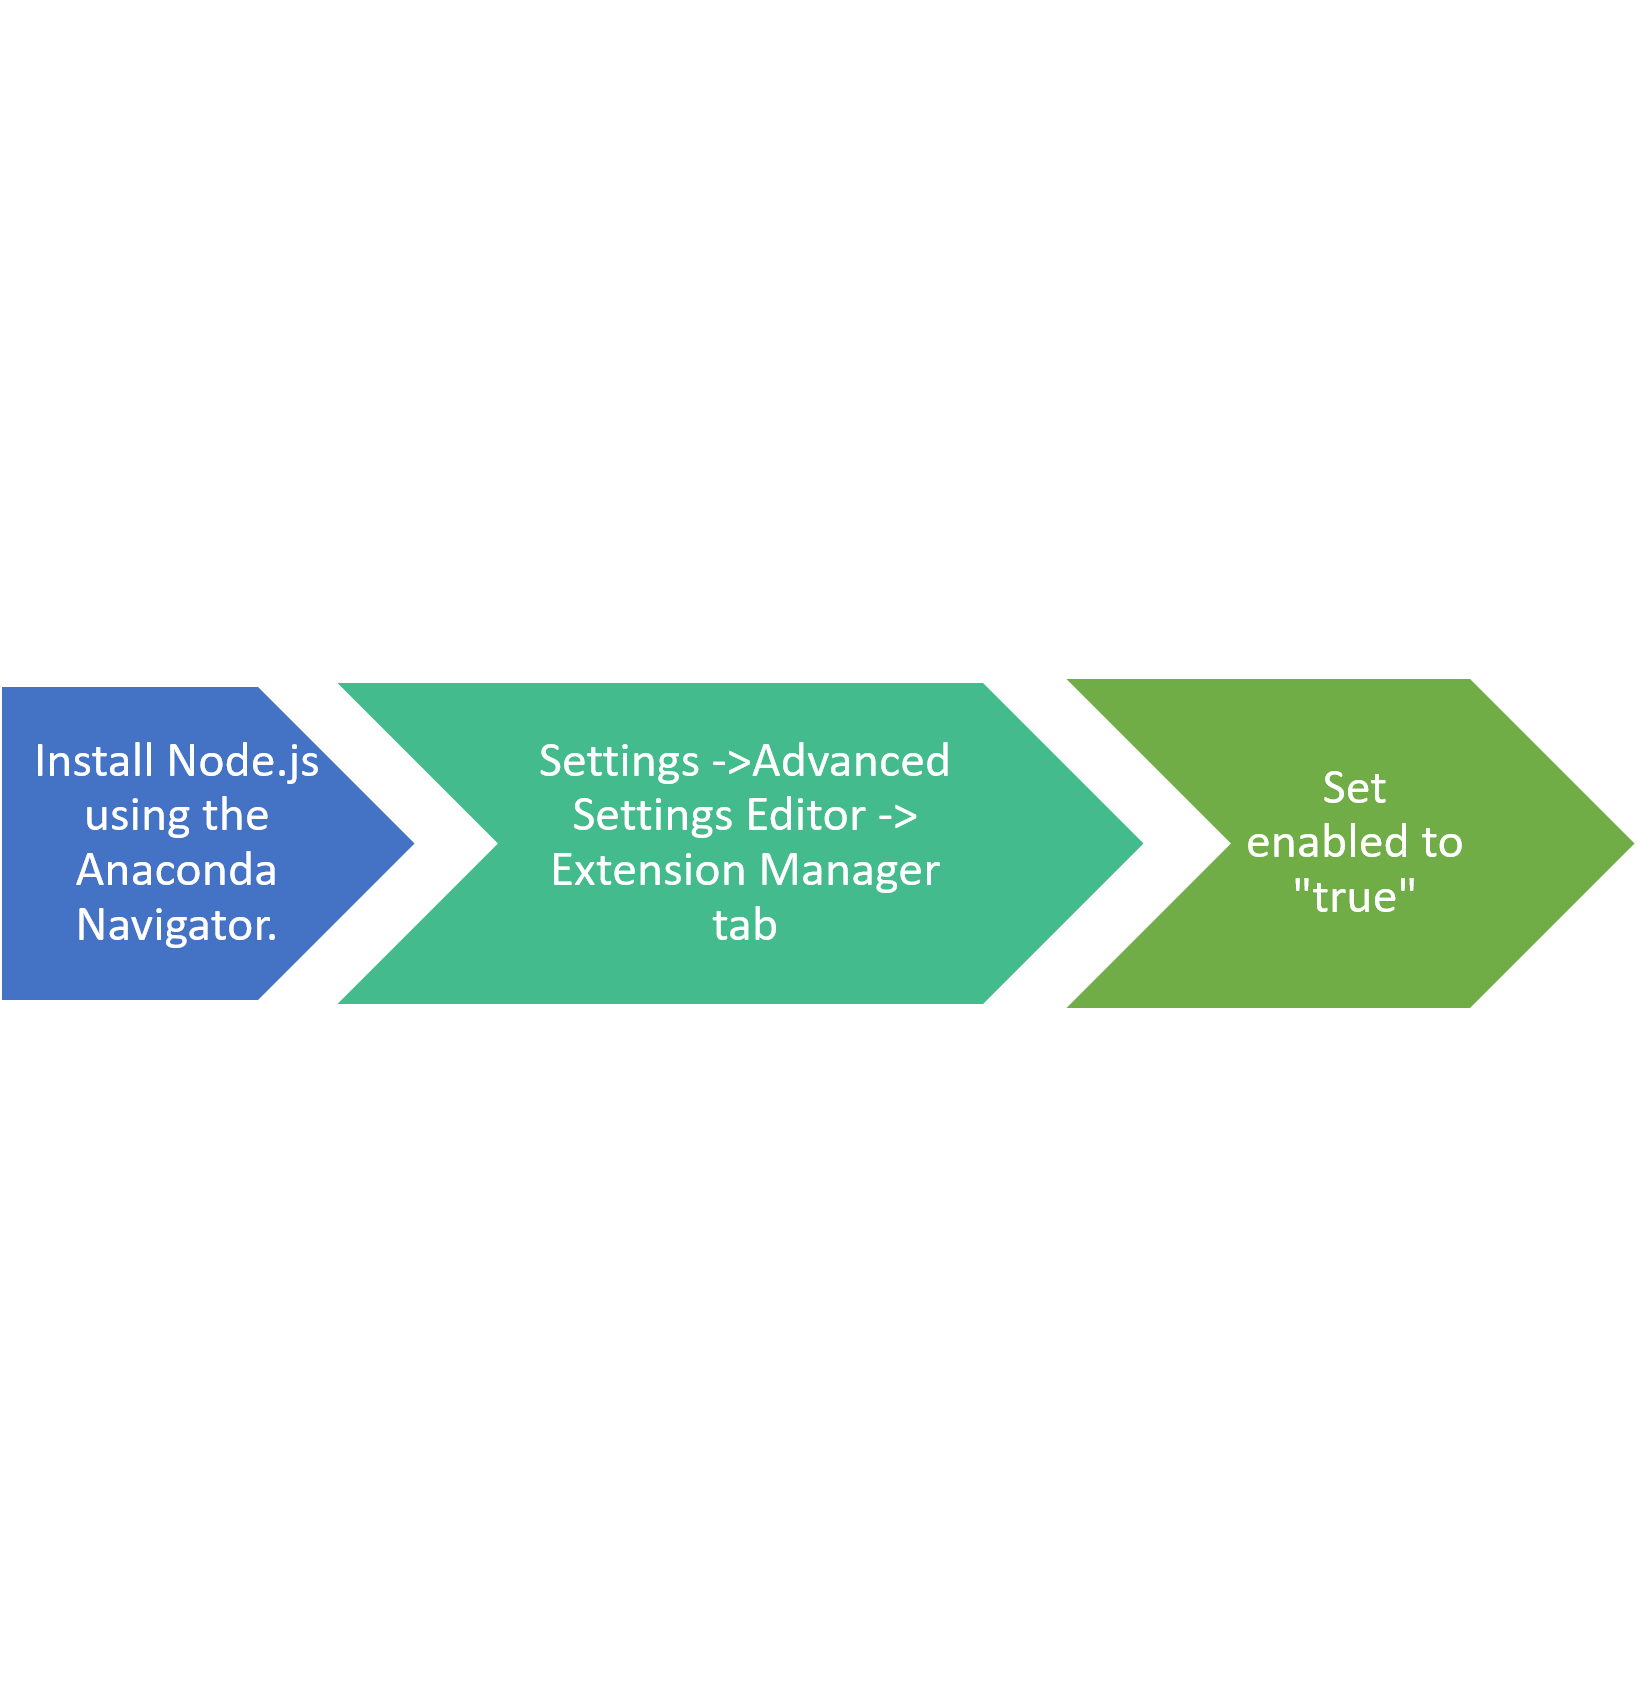 Install Node.js
using the
Anaconda
Navigator.
Settings ->Advanced
Settings Editor ->
Extension Manager
tab
Set
enabled to
"true"